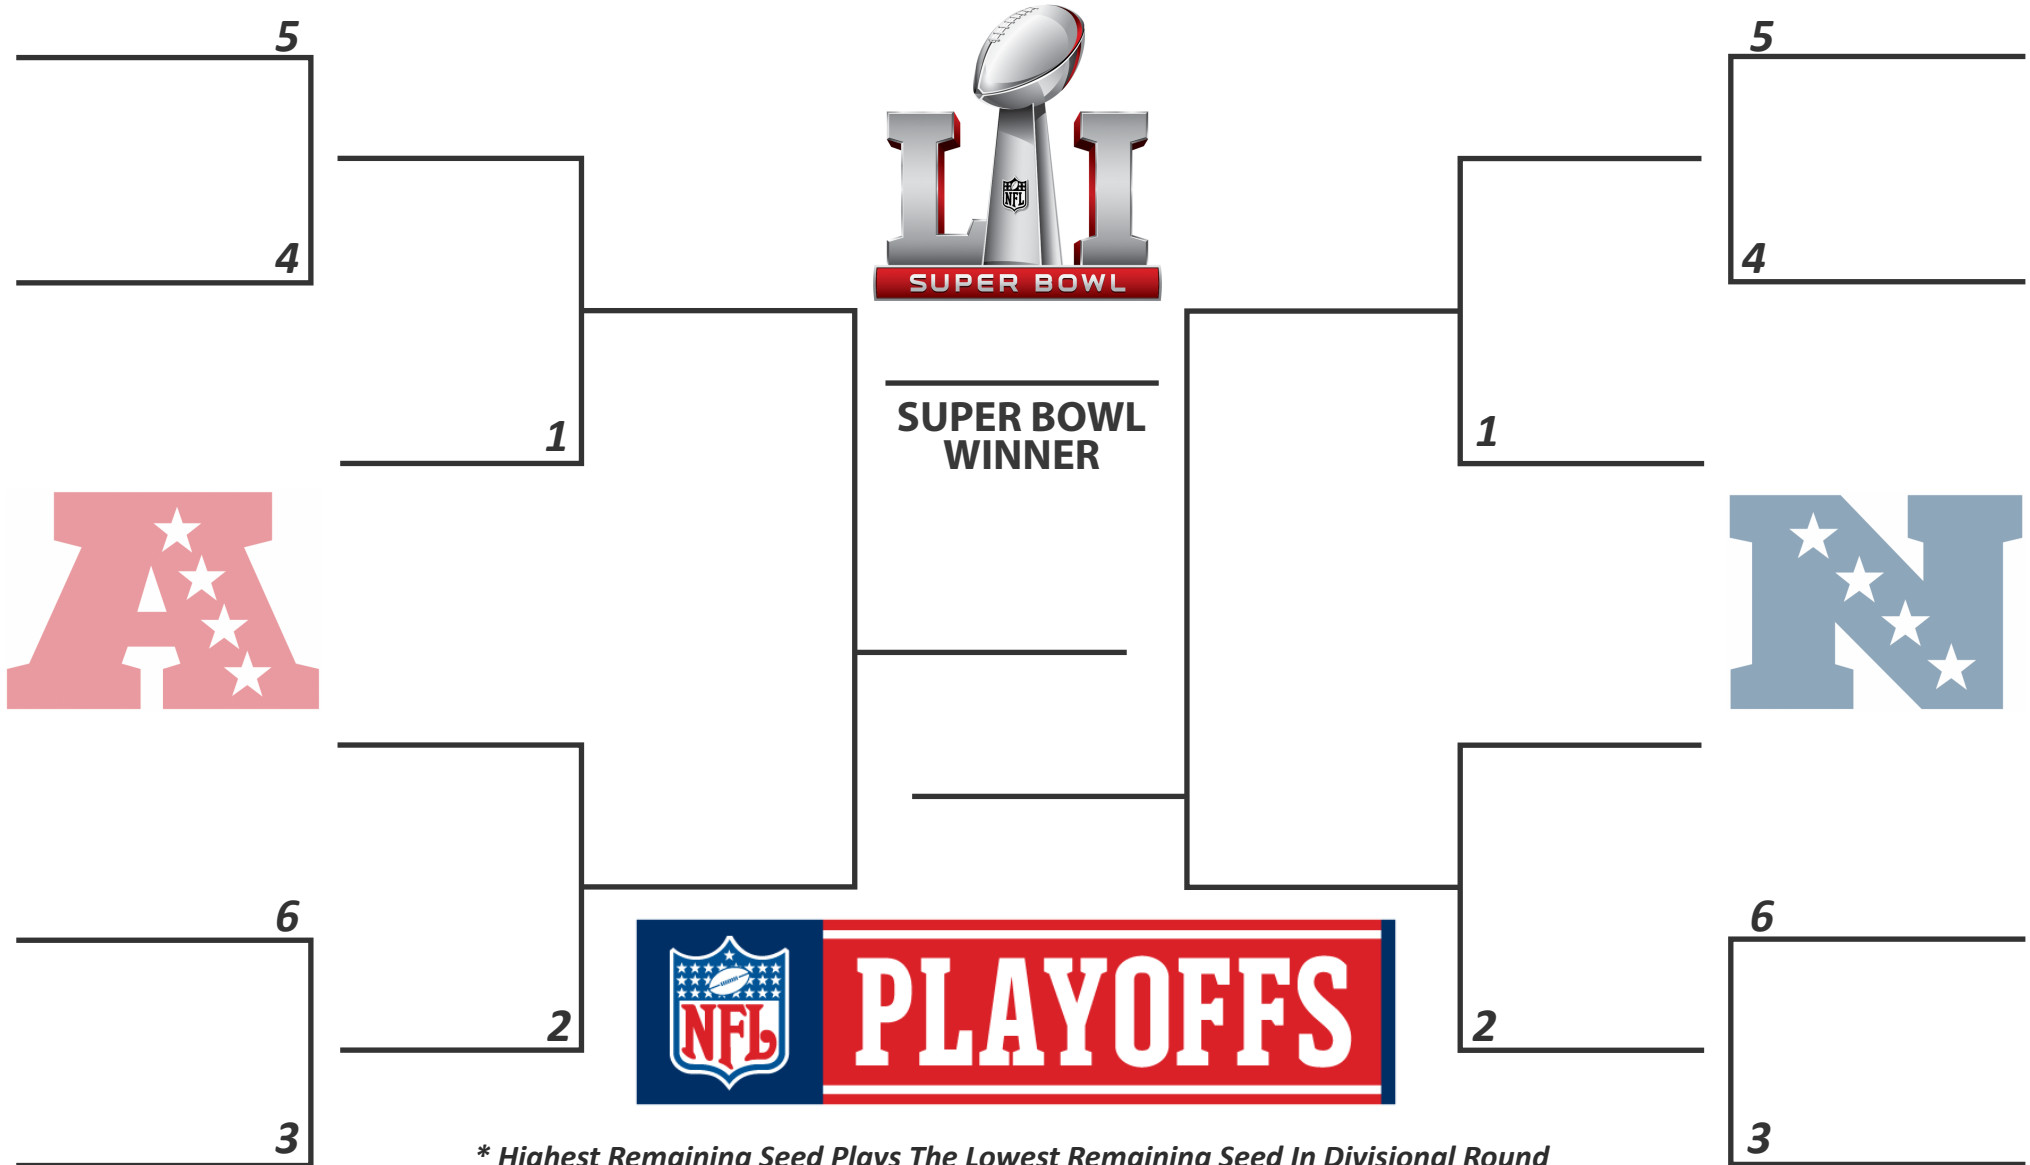 5
5
LI
NFL
4
4
SUPER BOWL
SUPER BOWL
WINNER
1
1
A
N
6
6
NFL
PLAYOFFS
2
2
3
3
* Highest Remaining Seed Plays The Lowest Remaining Seed In Divisional Round